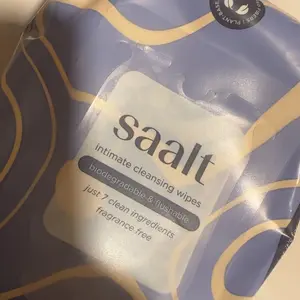 saalt
intimate cleansing wipes
biodegradable & flushable
just 7 clean ingredients
fragrance free